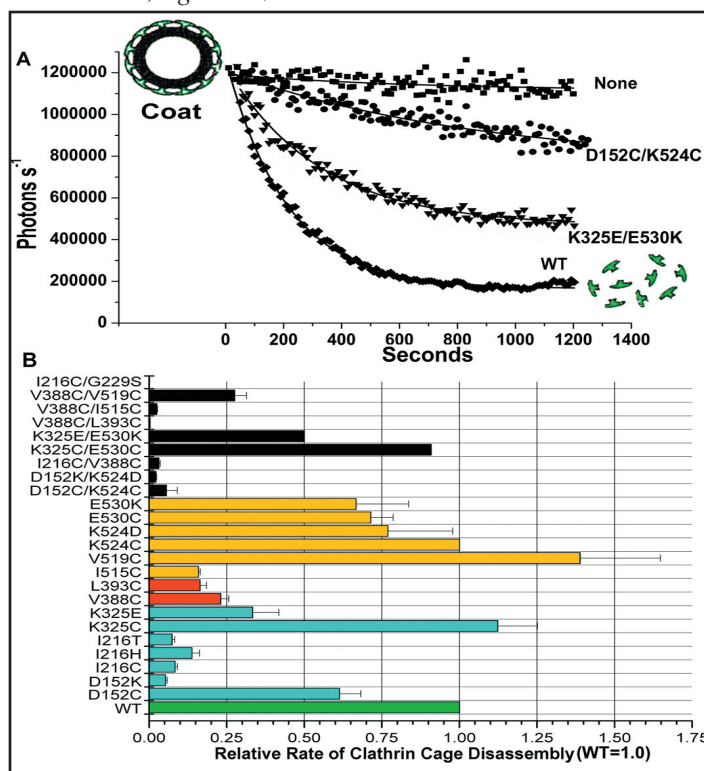 A
Coat
Photons s⁻¹
1200000
1000000
800000
600000
400000
200000
0
None
D152C/K524C
K325E/E530K
WT
0 200 400 600 800 1000 1200 1400
Seconds
B
I216C/G229S
V388C/V519C
V388C/I515C
V388C/L393C
K325E/E530K
K325C/E530C
I216C/V388C
D152K/K524D
D152C/K524C
E530K
E530C
K524D
K524C
V519C
I515C
L393C
V388C
K325E
K325C
I216T
I216H
I216C
D152K
D152C
WT
0.00 0.25 0.50 0.75 1.00 1.25 1.50 1.75
Relative Rate of Clathrin Cage Disassembly (WT=1.0)